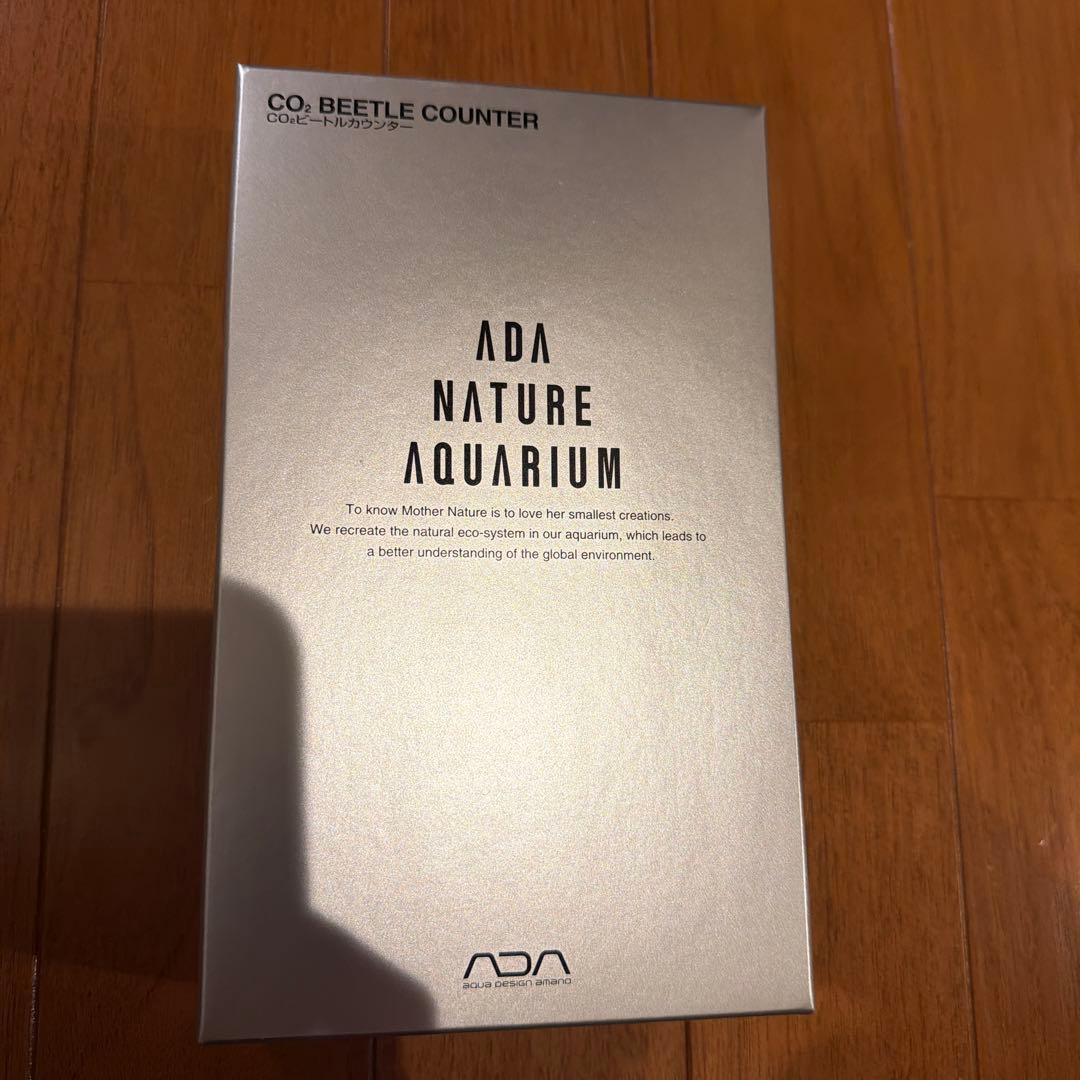 CO₂ BEETLE COUNTER
CO₂ビートルカウンター
ADA
NATURE
AQUARIUM
To know Mother Nature is to love her smallest creations.
We recreate the natural eco-system in our aquarium, which leads to
a better understanding of the global environment.
ADA
aqua design amano